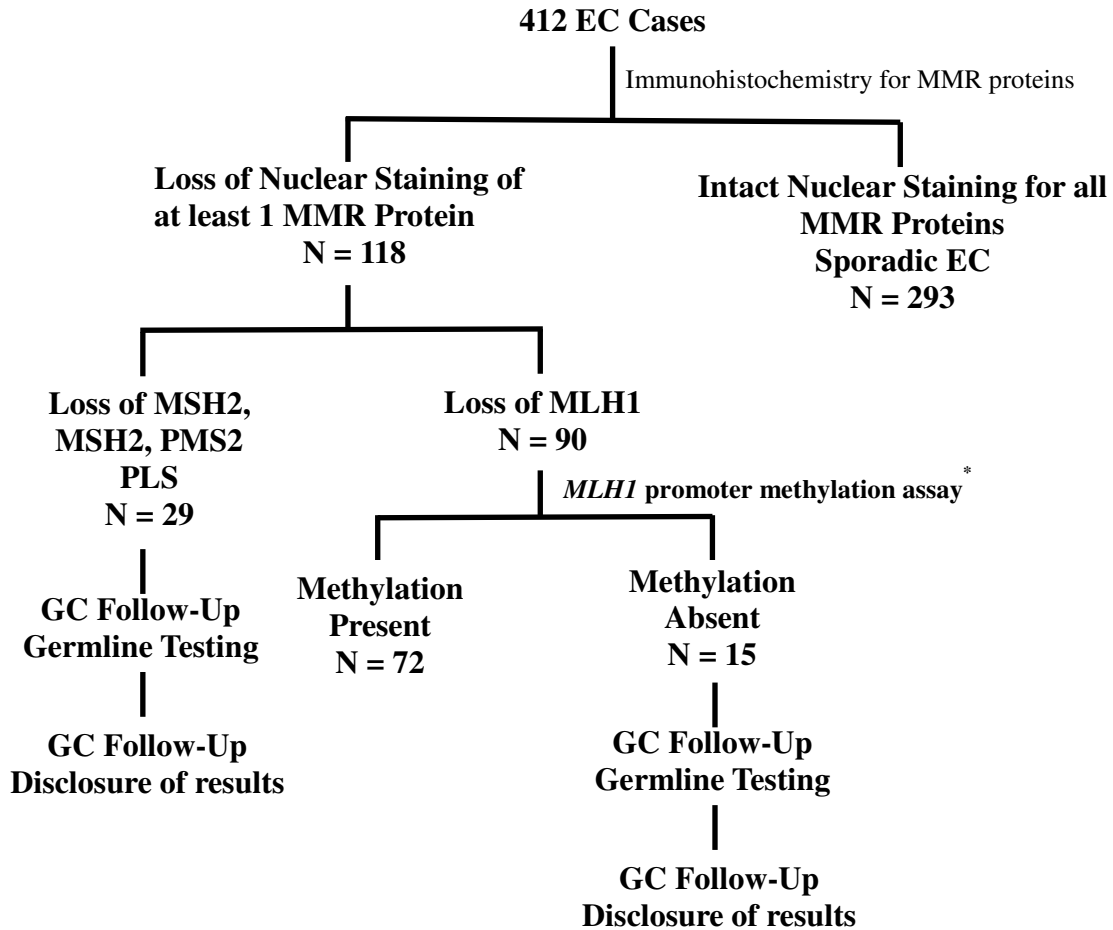 412 EC Cases
Immunohistochemistry for MMR proteins
Loss of Nuclear Staining of
at least 1 MMR Protein
N = 118
Intact Nuclear Staining for all
MMR Proteins
Sporadic EC
N = 293
Loss of MSH2,
MSH2, PMS2
PLS
N = 29
Loss of MLH1
N = 90
MLH1 promoter methylation assay*
GC Follow-Up
Germline Testing
Methylation
Present
N = 72
Methylation
Absent
N = 15
GC Follow-Up
Disclosure of results
GC Follow-Up
Germline Testing
GC Follow-Up
Disclosure of results